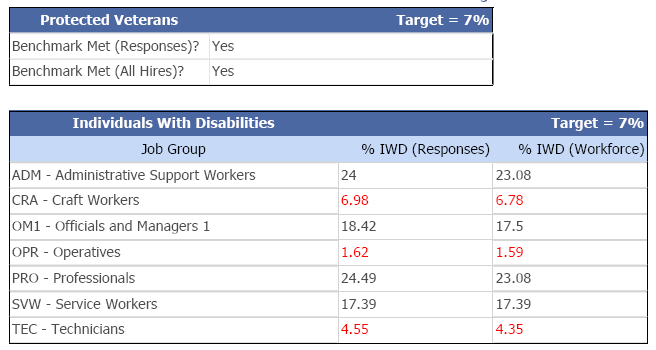 Protected Veterans Target = 7%
Benchmark Met (Responses)? Yes
Benchmark Met (All Hires)? Yes
Individuals With Disabilities Target = 7%
Job Group % IWD (Responses) % IWD (Workforce)
ADM - Administrative Support Workers 24 23.08
CRA - Craft Workers 6.98 6.78
OM1 - Officials and Managers 1 18.42 17.5
OPR - Operatives 1.62 1.59
PRO - Professionals 24.49 23.08
SVW - Service Workers 17.39 17.39
TEC - Technicians 4.55 4.35